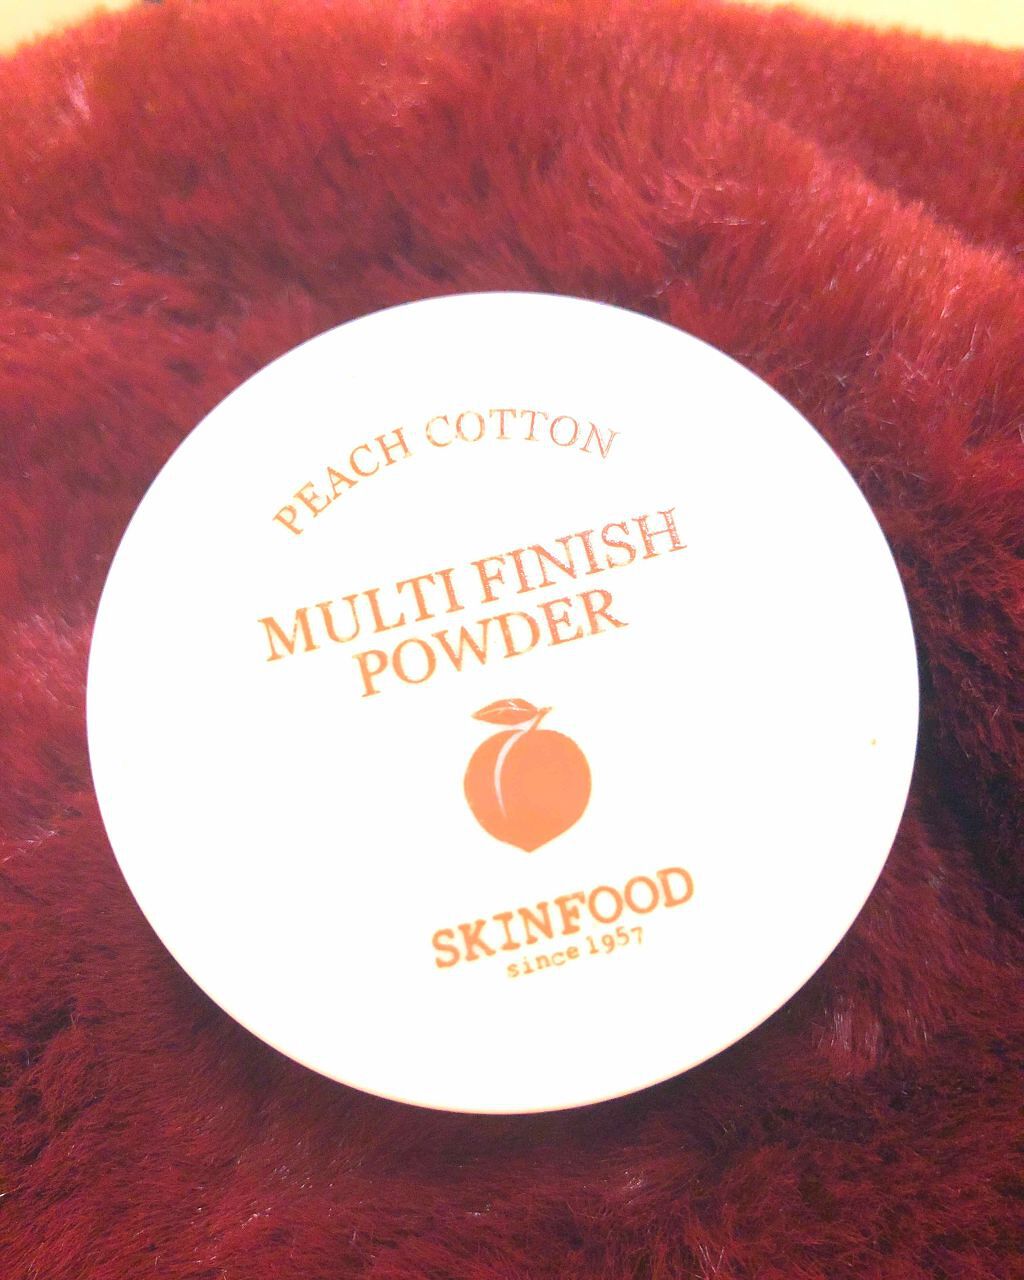 PEACH COTTON
MULTI FINISH
POWDER
SKINFOOD
since 1957